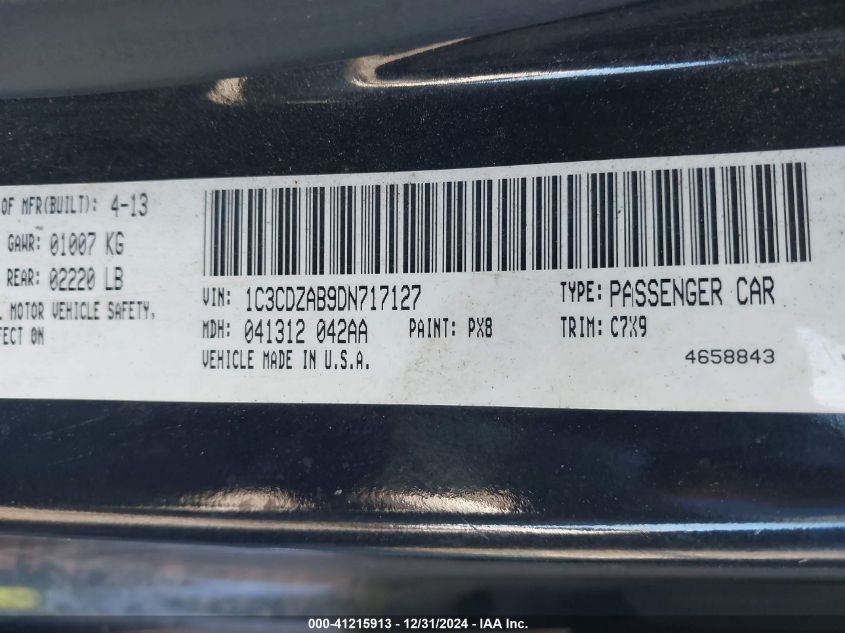 OF MFR(BUILT): 4-13
GAWR: 01007 KG
REAR: 02220 LB
MOTOR VEHICLE SAFETY,
ON
VIN: 1C3CDZAB9DN717127
TYPE: PASSENGER CAR
MDH: 041312 042AA
PAINT: PX8
TRIM: C7X9
VEHICLE MADE IN U.S.A.
4658843
000-41215913 - 12/31/2024 - IAA Inc.